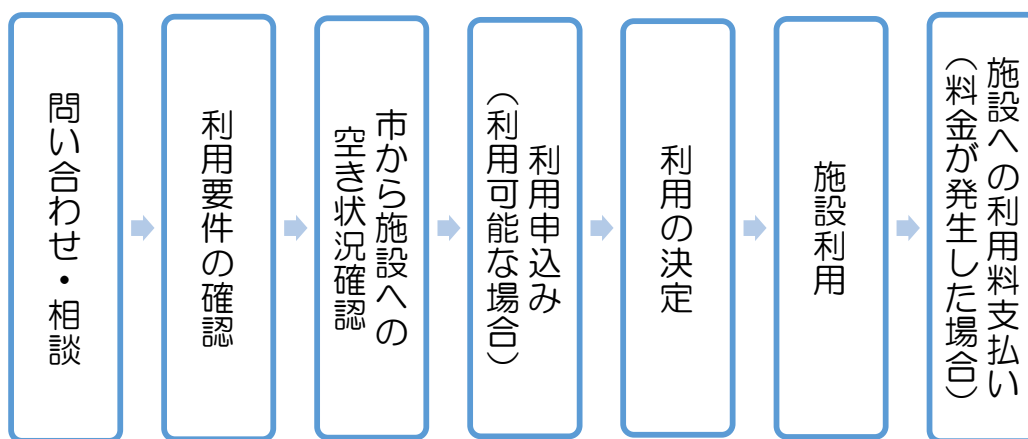 問い合わせ・相談
利用要件の確認
市から施設への
空き状況確認
利用申込み
（利用可能な場合）
利用の決定
施設利用
施設への利用料支払い
（料金が発生した場合）